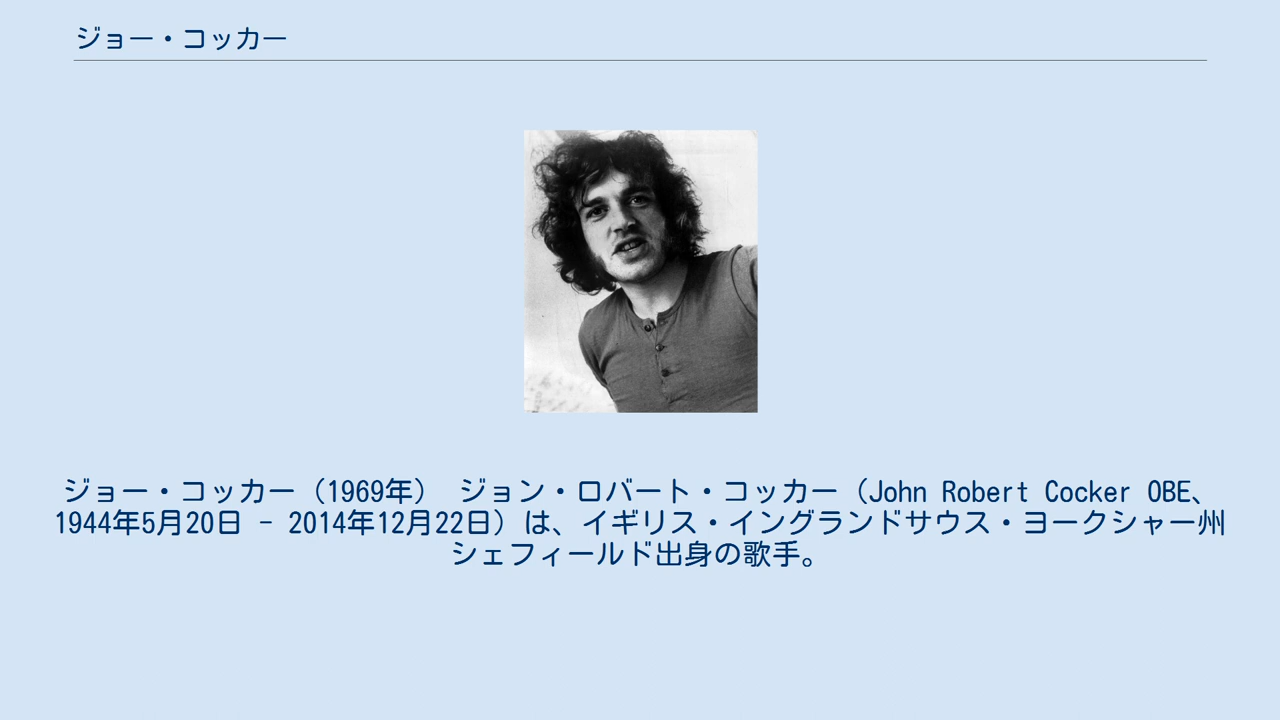 ジョー・コッカー
ジョー・コッカー（1969年） ジョン・ロバート・コッカー（John Robert Cocker OBE、
1944年5月20日 - 2014年12月22日）は、イギリス・イングランドサウス・ヨークシャー州
シェフィールド出身の歌手。